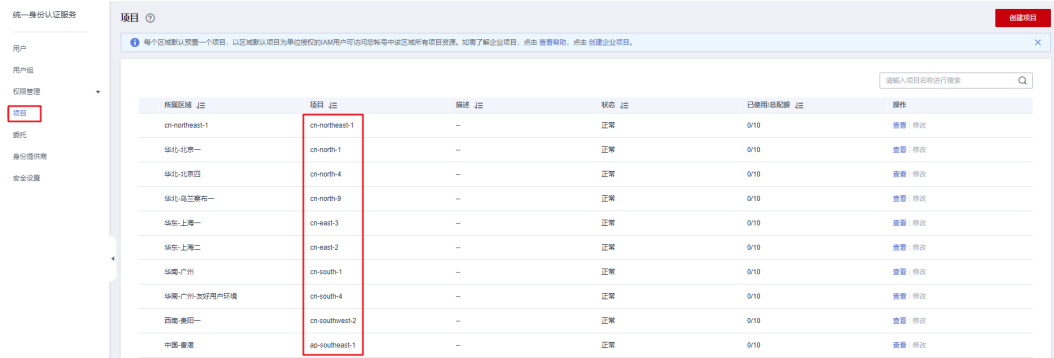 统一身份认证服务
用户
用户组
权限管理
项目
委托
身份提供商
安全设置
项目
创建项目
每个区域默认预置一个项目，以区域默认项目为单位授权的IAM用户可访问您帐号中该区域所有项目资源。如需了解企业项目，点击 查看帮助，点击 创建企业项目。
请输入项目名称进行搜索
所属区域 项目 描述 状态 已使用/总配额 操作
cn-northeast-1 cn-northeast-1 -- 正常 0/10 查看 | 修改
华北-北京一 cn-north-1 -- 正常 0/10 查看 | 修改
华北-北京四 cn-north-4 -- 正常 0/10 查看 | 修改
华北-乌兰察布一 cn-north-9 -- 正常 0/10 查看 | 修改
华东-上海一 cn-east-3 -- 正常 0/10 查看 | 修改
华东-上海二 cn-east-2 -- 正常 0/10 查看 | 修改
华南-广州 cn-south-1 -- 正常 0/10 查看 | 修改
华南-广州-友好用户环境 cn-south-4 -- 正常 0/10 查看 | 修改
西南-贵阳一 cn-southwest-2 -- 正常 0/10 查看 | 修改
中国-香港 ap-southeast-1 -- 正常 0/10 查看 | 修改